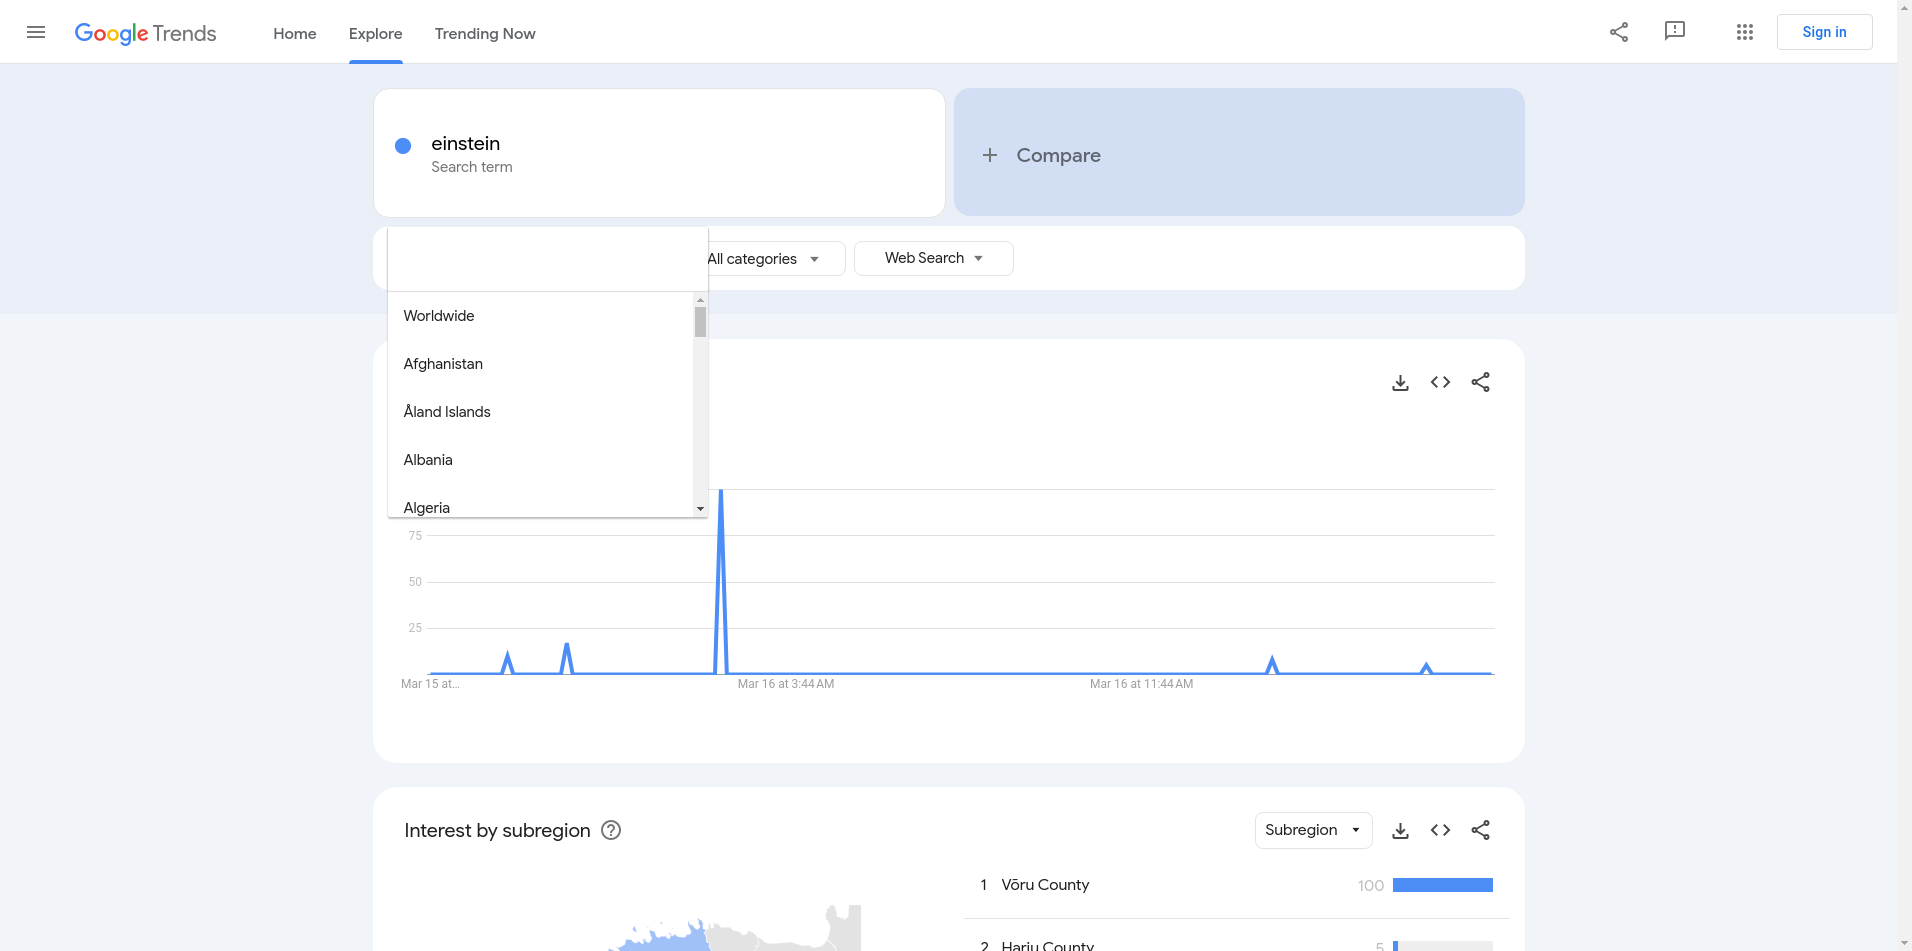 Google Trends
Home
Explore
Trending Now
Sign in
einstein
Search term
Compare
All categories
Web Search
Worldwide
Afghanistan
Åland Islands
Albania
Algeria
75
50
25
Mar 15 at...
Mar 16 at 3:44 AM
Mar 16 at 11:44 AM
Interest by subregion
Subregion
1 Võru County 100
2 Harju County 5